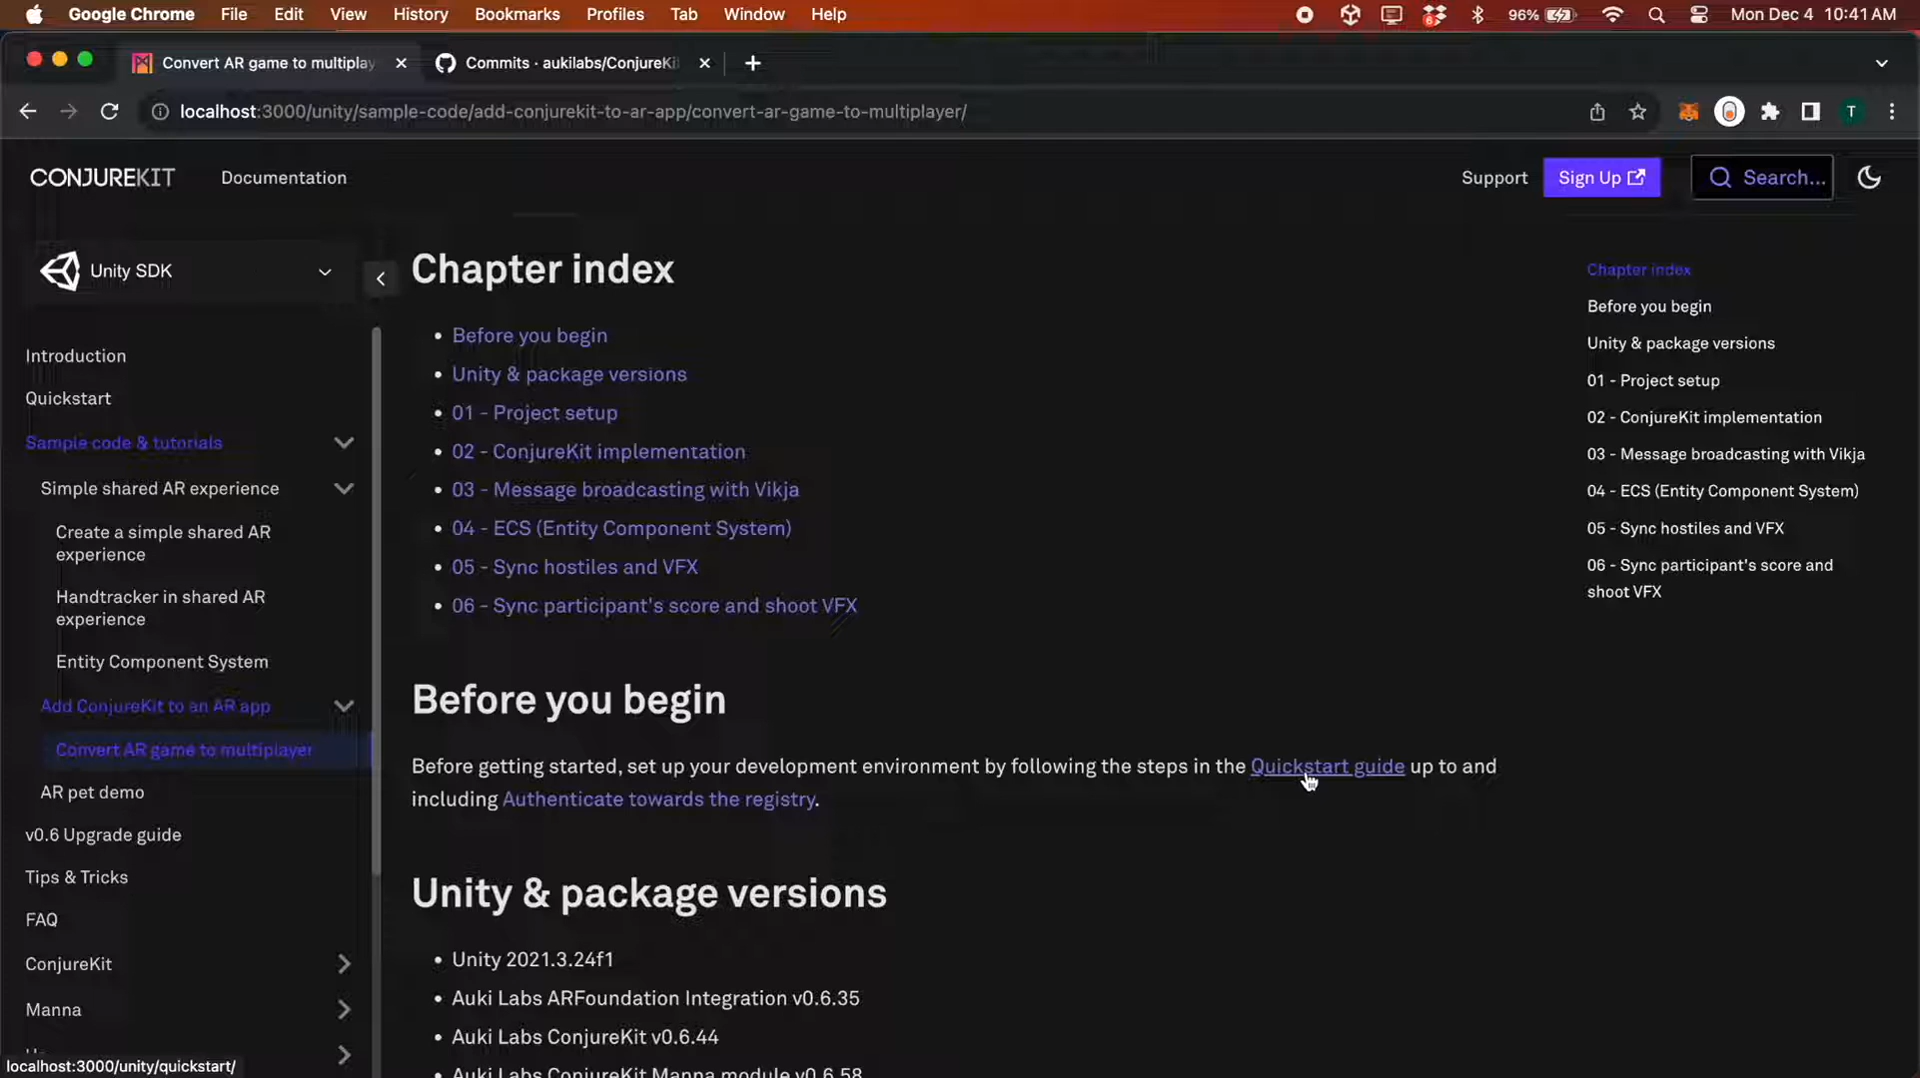 Google Chrome File Edit View History Bookmarks Profiles Tab Window Help 96% Mon Dec 4 10:41 AM
Convert AR game to multiplay Commits · aukilabs/ConjureKi
localhost:3000/unity/sample-code/add-conjurekit-to-ar-app/convert-ar-game-to-multiplayer/ T
CONJUREKIT Documentation Support Sign Up Search...
Unity SDK
Introduction
Quickstart
Sample code & tutorials
Simple shared AR experience
Create a simple shared AR
experience
Handtracker in shared AR
experience
Entity Component System
Add ConjureKit to an AR app
Convert AR game to multiplayer
AR pet demo
v0.6 Upgrade guide
Tips & Tricks
FAQ
ConjureKit
Manna
localhost:3000/unity/quickstart/
Chapter index
• Before you begin
• Unity & package versions
• 01 - Project setup
• 02 - ConjureKit implementation
• 03 - Message broadcasting with Vikja
• 04 - ECS (Entity Component System)
• 05 - Sync hostiles and VFX
• 06 - Sync participant's score and shoot VFX
Before you begin
Before getting started, set up your development environment by following the steps in the Quickstart guide up to and
including Authenticate towards the registry.
Unity & package versions
• Unity 2021.3.24f1
• Auki Labs ARFoundation Integration v0.6.35
• Auki Labs ConjureKit v0.6.44
• Auki Labs ConjureKit Manna module v0.6.58
Chapter index
Before you begin
Unity & package versions
01 - Project setup
02 - ConjureKit implementation
03 - Message broadcasting with Vikja
04 - ECS (Entity Component System)
05 - Sync hostiles and VFX
06 - Sync participant's score and
shoot VFX